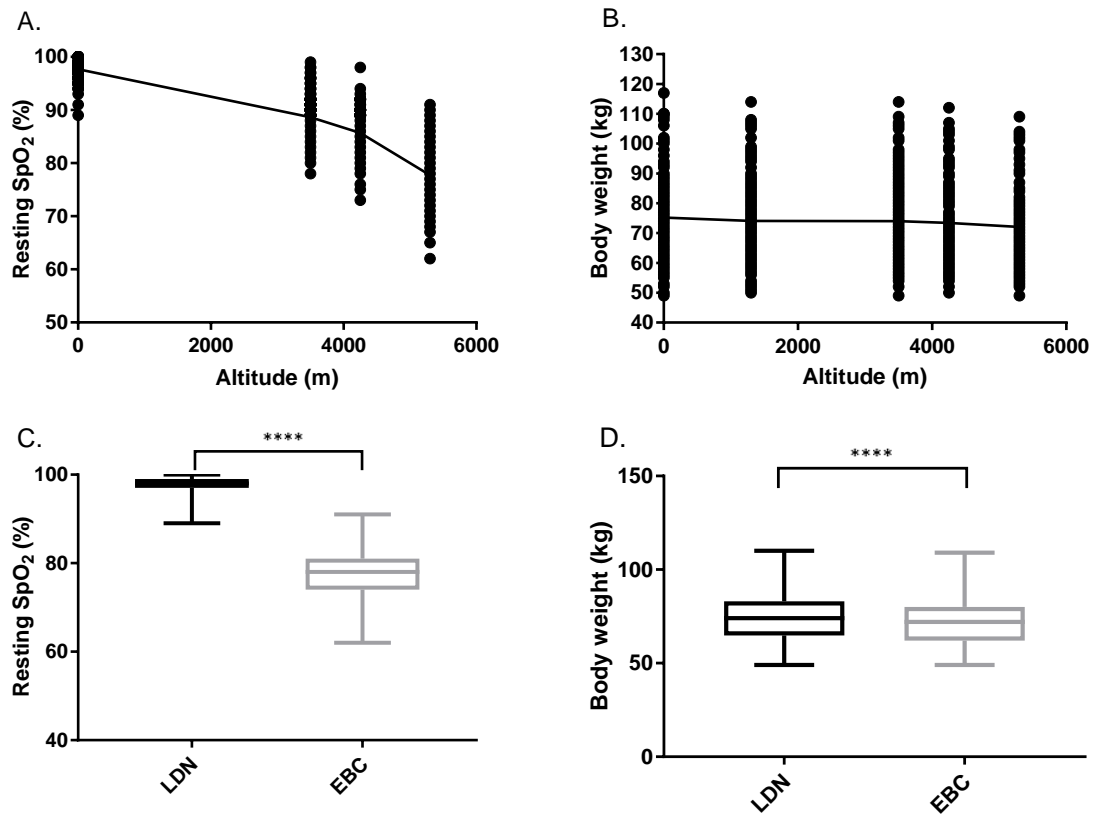 A.
Resting SpO2 (%)
100
90
80
70
60
50
0
2000
4000
6000
Altitude (m)
B.
Body weight (kg)
130
120
110
100
90
80
70
60
50
40
0
2000
4000
6000
Altitude (m)
C.
****
Resting SpO2 (%)
100
80
60
40
LDN
EBC
D.
****
Body weight (kg)
150
100
50
0
LDN
EBC